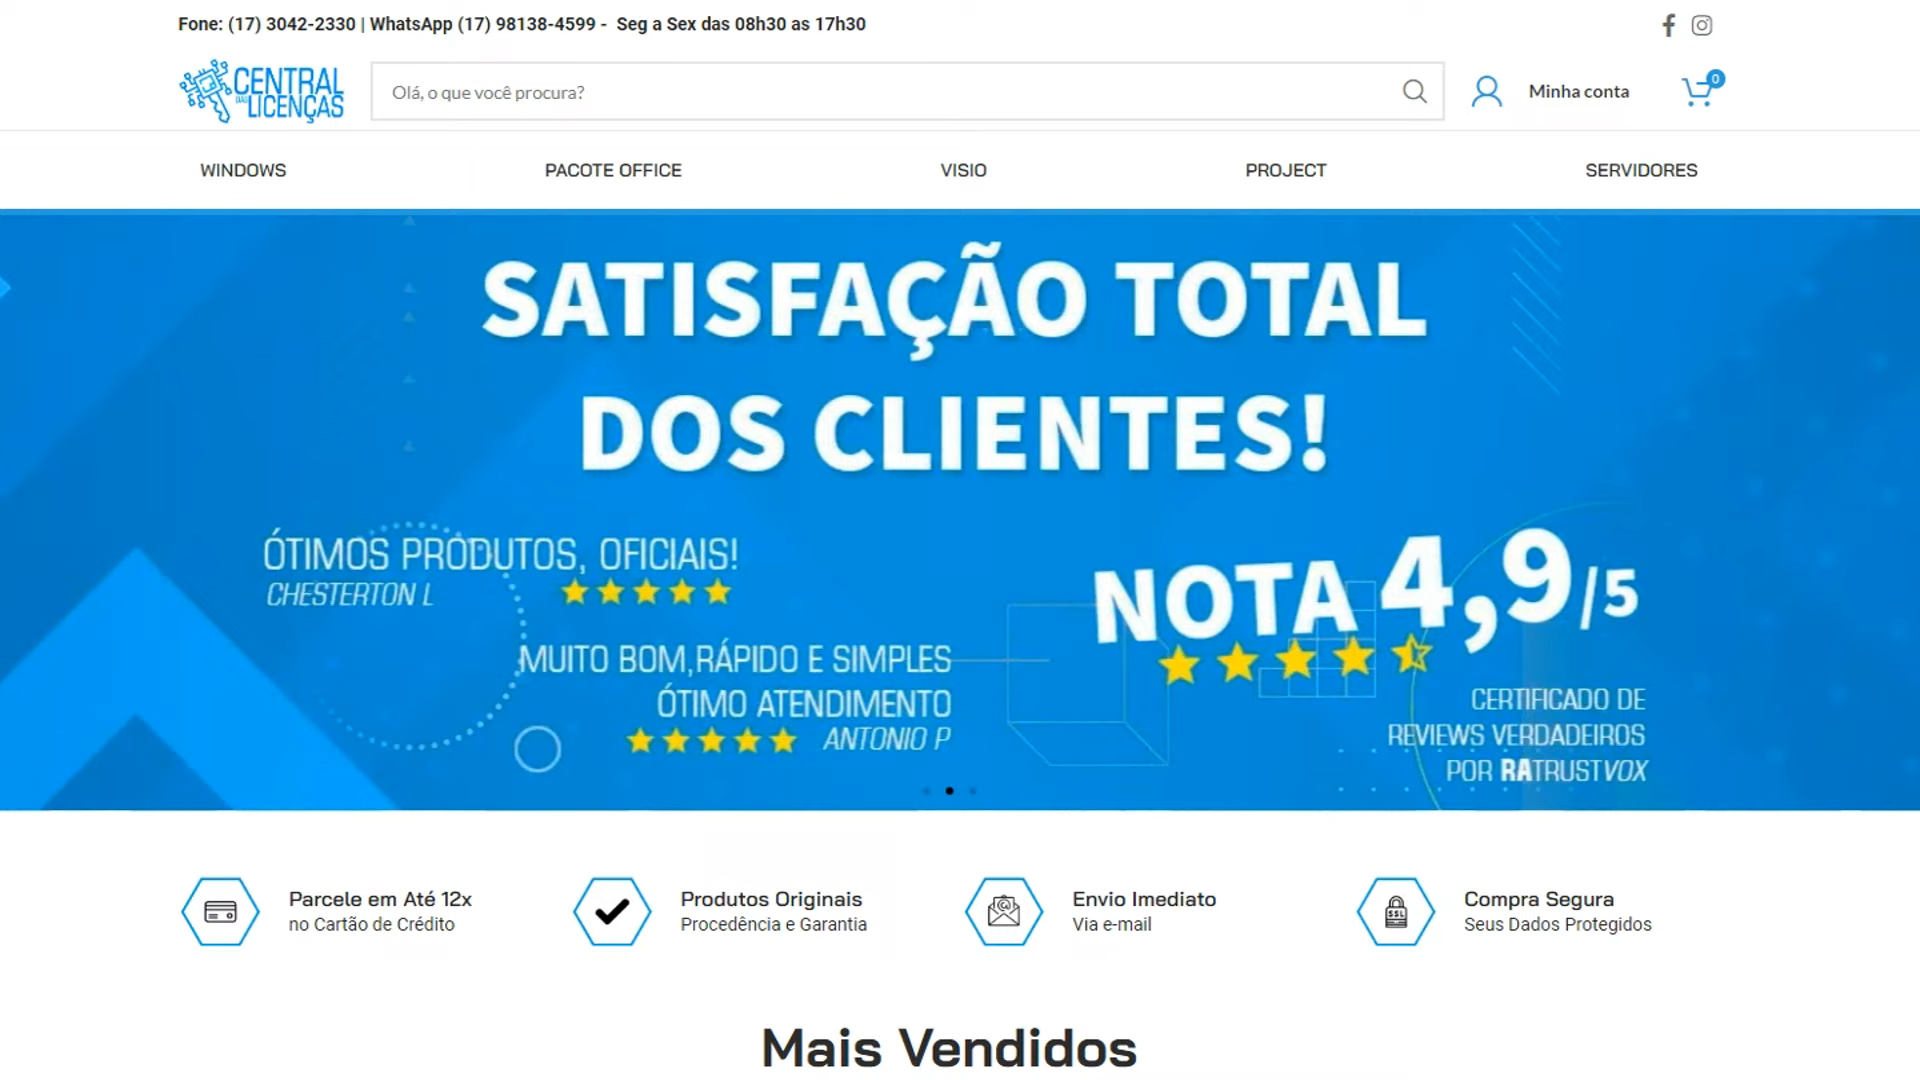 Fone: (17) 3042-2330 | WhatsApp (17) 98138-4599 - Seg a Sex das 08h30 as 17h30
CENTRAL
DAS
LICENÇAS
Olá, o que você procura?
Minha conta
0
WINDOWS
PACOTE OFFICE
VISIO
PROJECT
SERVIDORES
SATISFAÇÃO TOTAL
DOS CLIENTES!
ÓTIMOS PRODUTOS, OFICIAIS!
CHESTERTON L
MUITO BOM,RÁPIDO E SIMPLES
ÓTIMO ATENDIMENTO
ANTONIO P
NOTA 4,9/5
CERTIFICADO DE
REVIEWS VERDADEIROS
POR RATRUSTVOX
Parcele em Até 12x
no Cartão de Crédito
Produtos Originais
Procedência e Garantia
Envio Imediato
Via e-mail
SSL
Compra Segura
Seus Dados Protegidos
Mais Vendidos